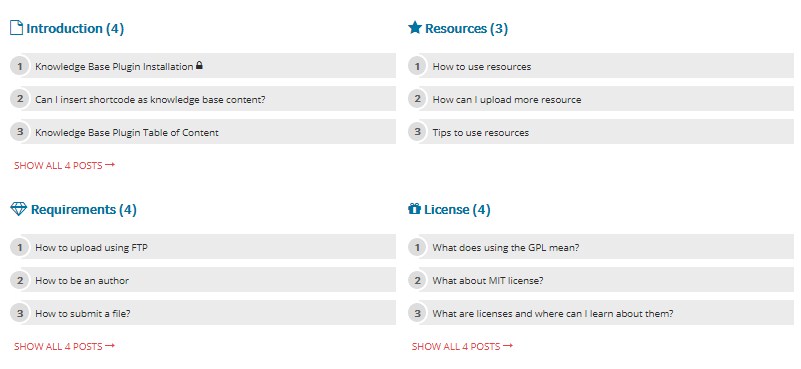 Introduction (4)
1 Knowledge Base Plugin Installation
2 Can I insert shortcode as knowledge base content?
3 Knowledge Base Plugin Table of Content
SHOW ALL 4 POSTS →
Resources (3)
1 How to use resources
2 How can I upload more resource
3 Tips to use resources
Requirements (4)
1 How to upload using FTP
2 How to be an author
3 How to submit a file?
SHOW ALL 4 POSTS →
License (4)
1 What does using the GPL mean?
2 What about MIT license?
3 What are licenses and where can I learn about them?
SHOW ALL 4 POSTS →